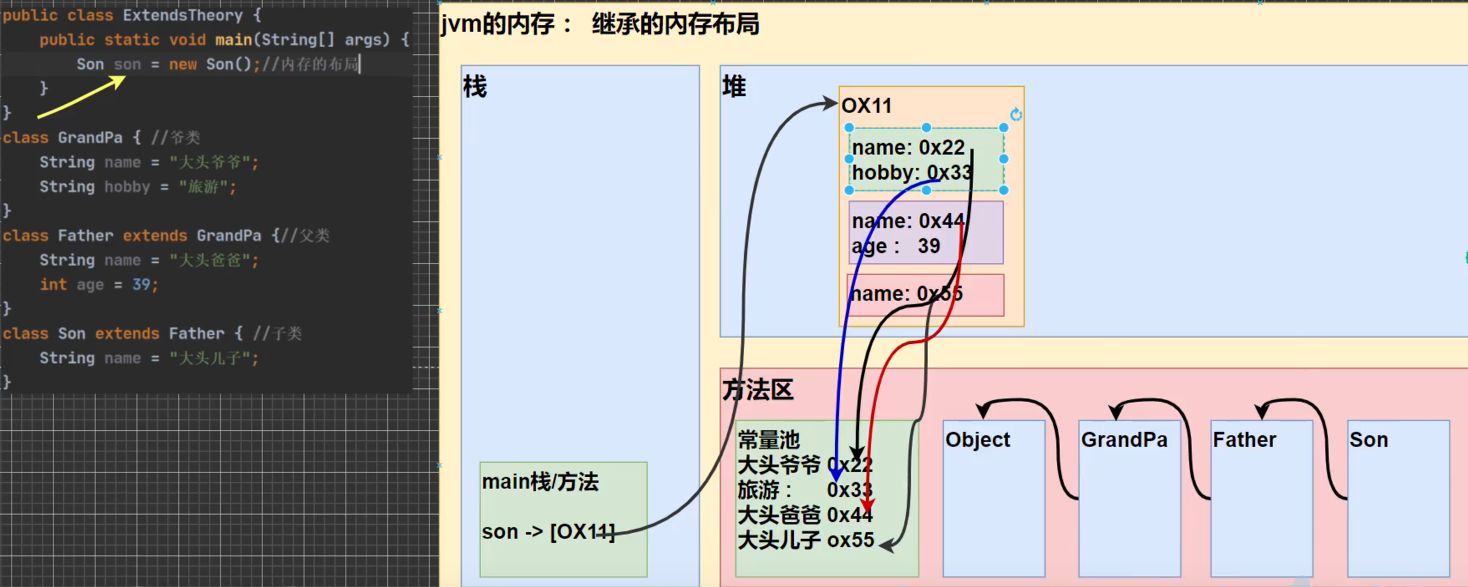 public class ExtendsTheory {
public static void main(String[] args) {
Son son = new Son();//内存的布局
}
}
class GrandPa { //爷类
String name = "大头爷爷";
String hobby = "旅游";
}
class Father extends GrandPa {//父类
String name = "大头爸爸";
int age = 39;
}
class Son extends Father { //子类
String name = "大头儿子";
}
jvm的内存： 继承的内存布局
栈
main栈/方法
son -> [OX11]
堆
OX11
name: 0x22
hobby: 0x33
name: 0x44
age： 39
name: 0x55
方法区
常量池
大头爷爷 0x22
旅游： 0x33
大头爸爸 0x44
大头儿子 ox55
Object
GrandPa
Father
Son